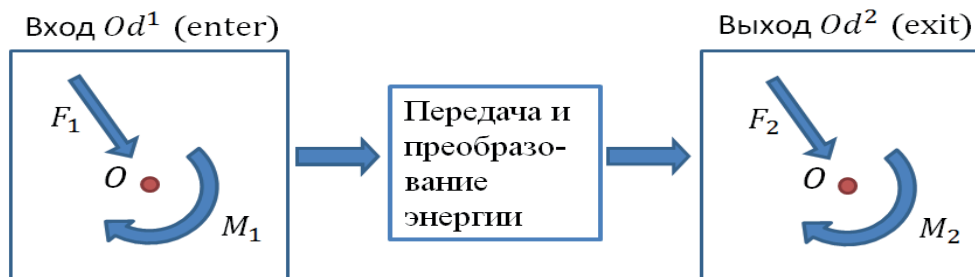 Вход Od¹ (enter)
F₁
O
M₁
Передача и
преобразо-
вание
энергии
Выход Od² (exit)
F₂
O
M₂